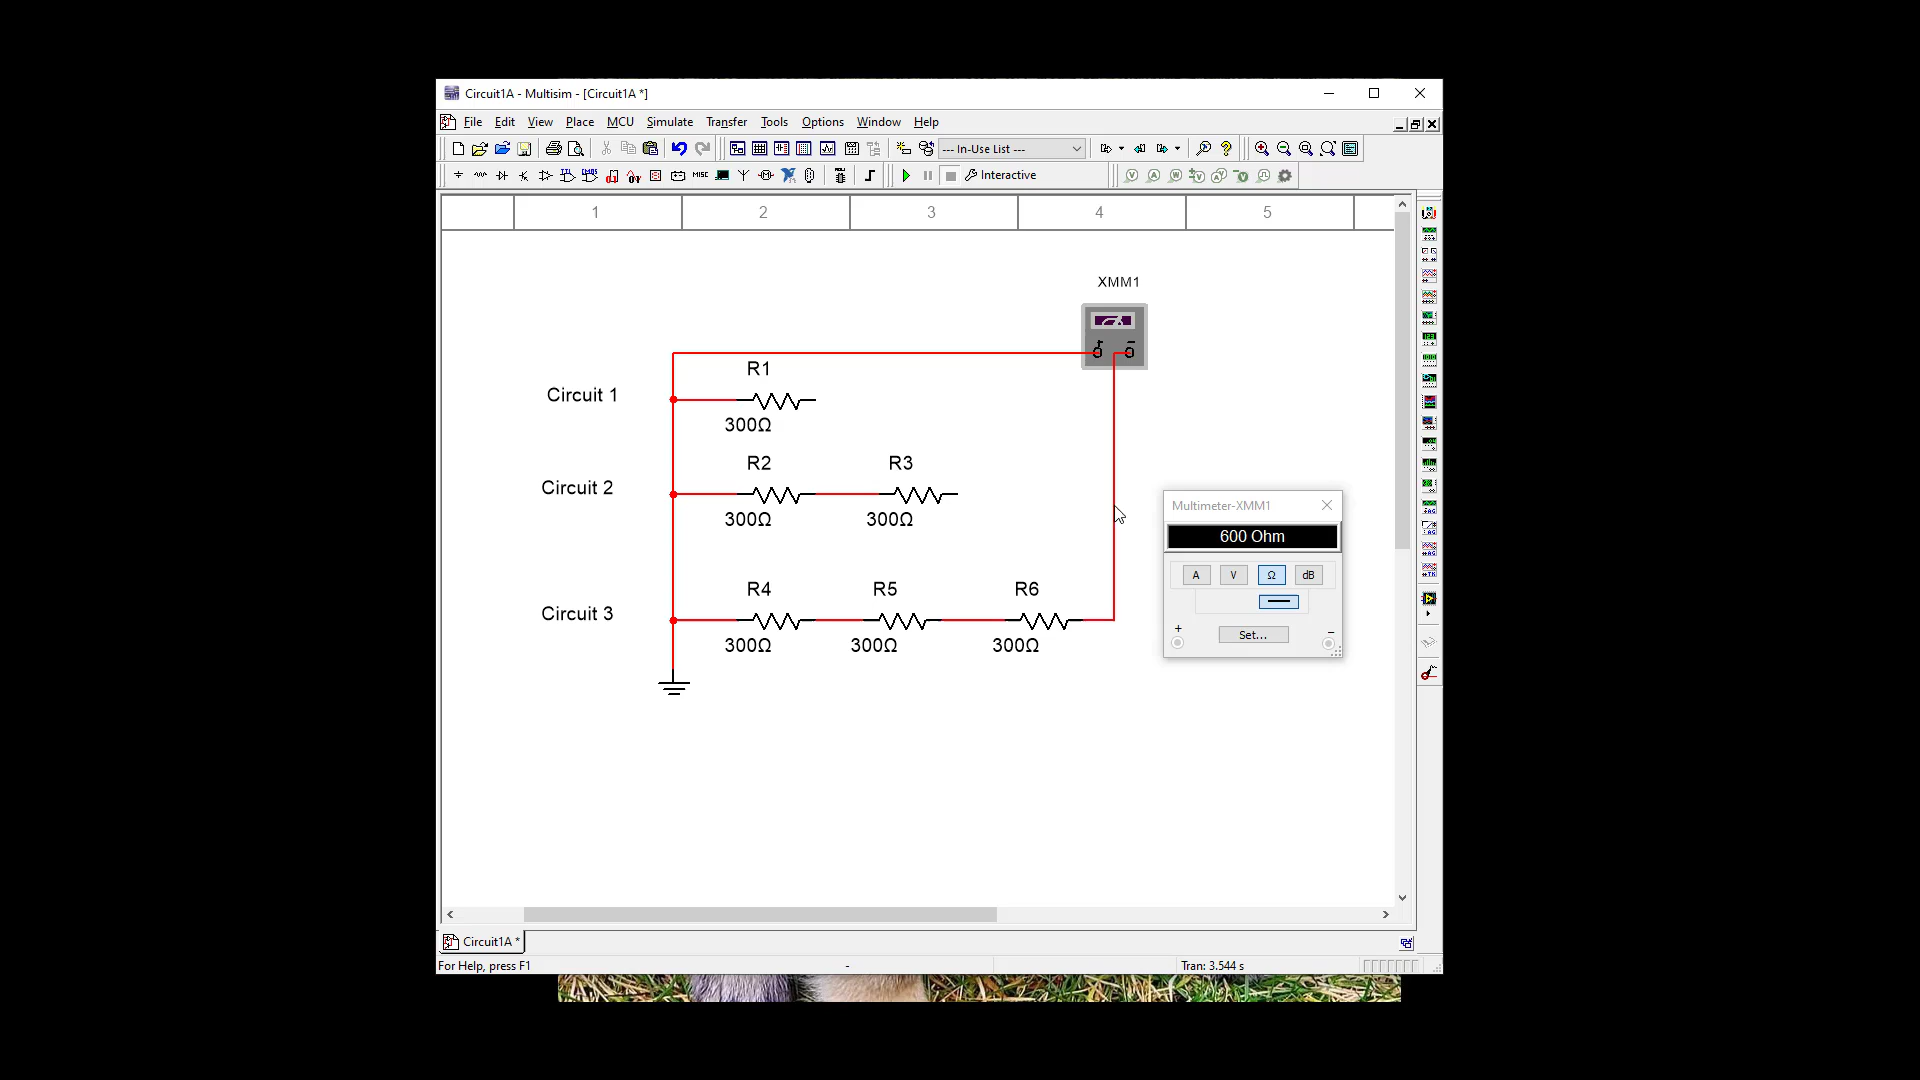 Circuit1A - Multisim - [Circuit1A *]
File Edit View Place MCU Simulate Transfer Tools Options Window Help
--- In-Use List ---
MISC Interactive
1 2 3 4 5
XMM1
R1
Circuit 1
300Ω
R2 R3
Circuit 2
300Ω 300Ω
Multimeter-XMM1
600 Ohm
A V Ω dB
+ Set... −
R4 R5 R6
Circuit 3
300Ω 300Ω 300Ω
Circuit1A *
For Help, press F1 - Tran: 3.544 s